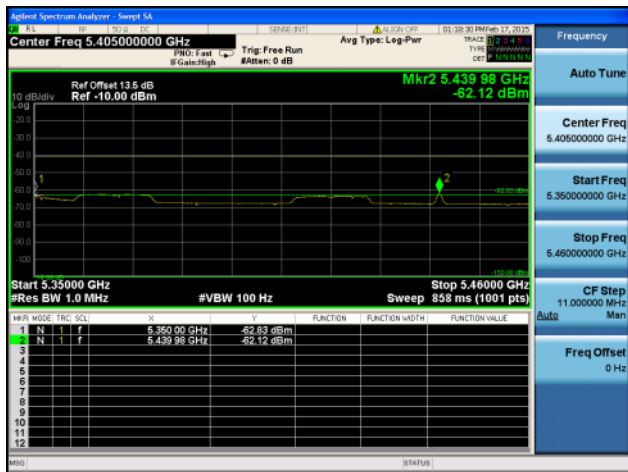 Agilent Spectrum Analyzer - Swept SA
RL RF 50 Ω DC SENSE:INT ALIGN OFF 01:18:30 PM Feb 17, 2015
Center Freq 5.405000000 GHz
PNO: Fast
IFGain:High
Trig: Free Run
#Atten: 0 dB
Avg Type: Log-Pwr
TRACE 1 2 3 4 5 6
TYPE
DET P N N N N N
Frequency
Auto Tune
Center Freq
5.405000000 GHz
Start Freq
5.350000000 GHz
Stop Freq
5.460000000 GHz
CF Step
11.000000 MHz
Auto Man
Freq Offset
0 Hz
Mkr2 5.439 98 GHz
-62.12 dBm
Ref Offset 13.5 dB
10 dB/div Ref -10.00 dBm
Log
-20.0
-30.0
-40.0
-50.0
-60.0
-70.0
-80.0
-90.0
-100
1
2
Start 5.35000 GHz Stop 5.46000 GHz
#Res BW 1.0 MHz #VBW 100 Hz Sweep 858 ms (1001 pts)
MKR MODE TRC SCL X Y FUNCTION FUNCTION WIDTH FUNCTION VALUE
1 N 1 f 5.350 00 GHz -62.83 dBm
2 N 1 f 5.439 98 GHz -62.12 dBm
3
4
5
6
7
8
9
10
11
12
MSG STATUS